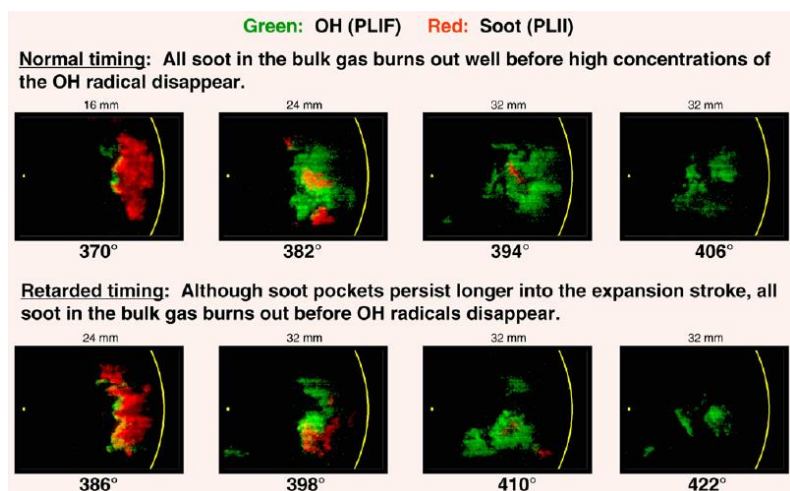 Green: OH (PLIF) Red: Soot (PLII)
Normal timing: All soot in the bulk gas burns out well before high concentrations of
the OH radical disappear.
16 mm 24 mm 32 mm 32 mm
370° 382° 394° 406°
Retarded timing: Although soot pockets persist longer into the expansion stroke, all
soot in the bulk gas burns out before OH radicals disappear.
24 mm 32 mm 32 mm 32 mm
386° 398° 410° 422°